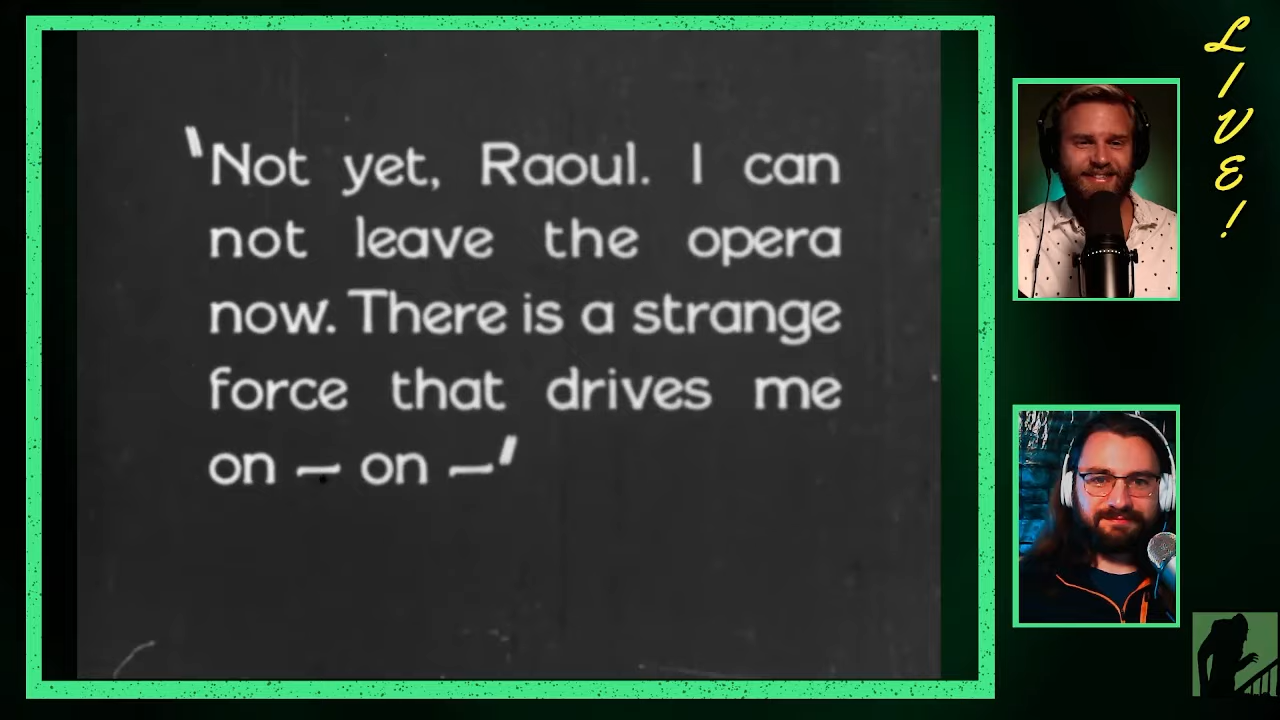 'Not yet, Raoul. I can
not leave the opera
now. There is a strange
force that drives me
on — on —'
LIVE!